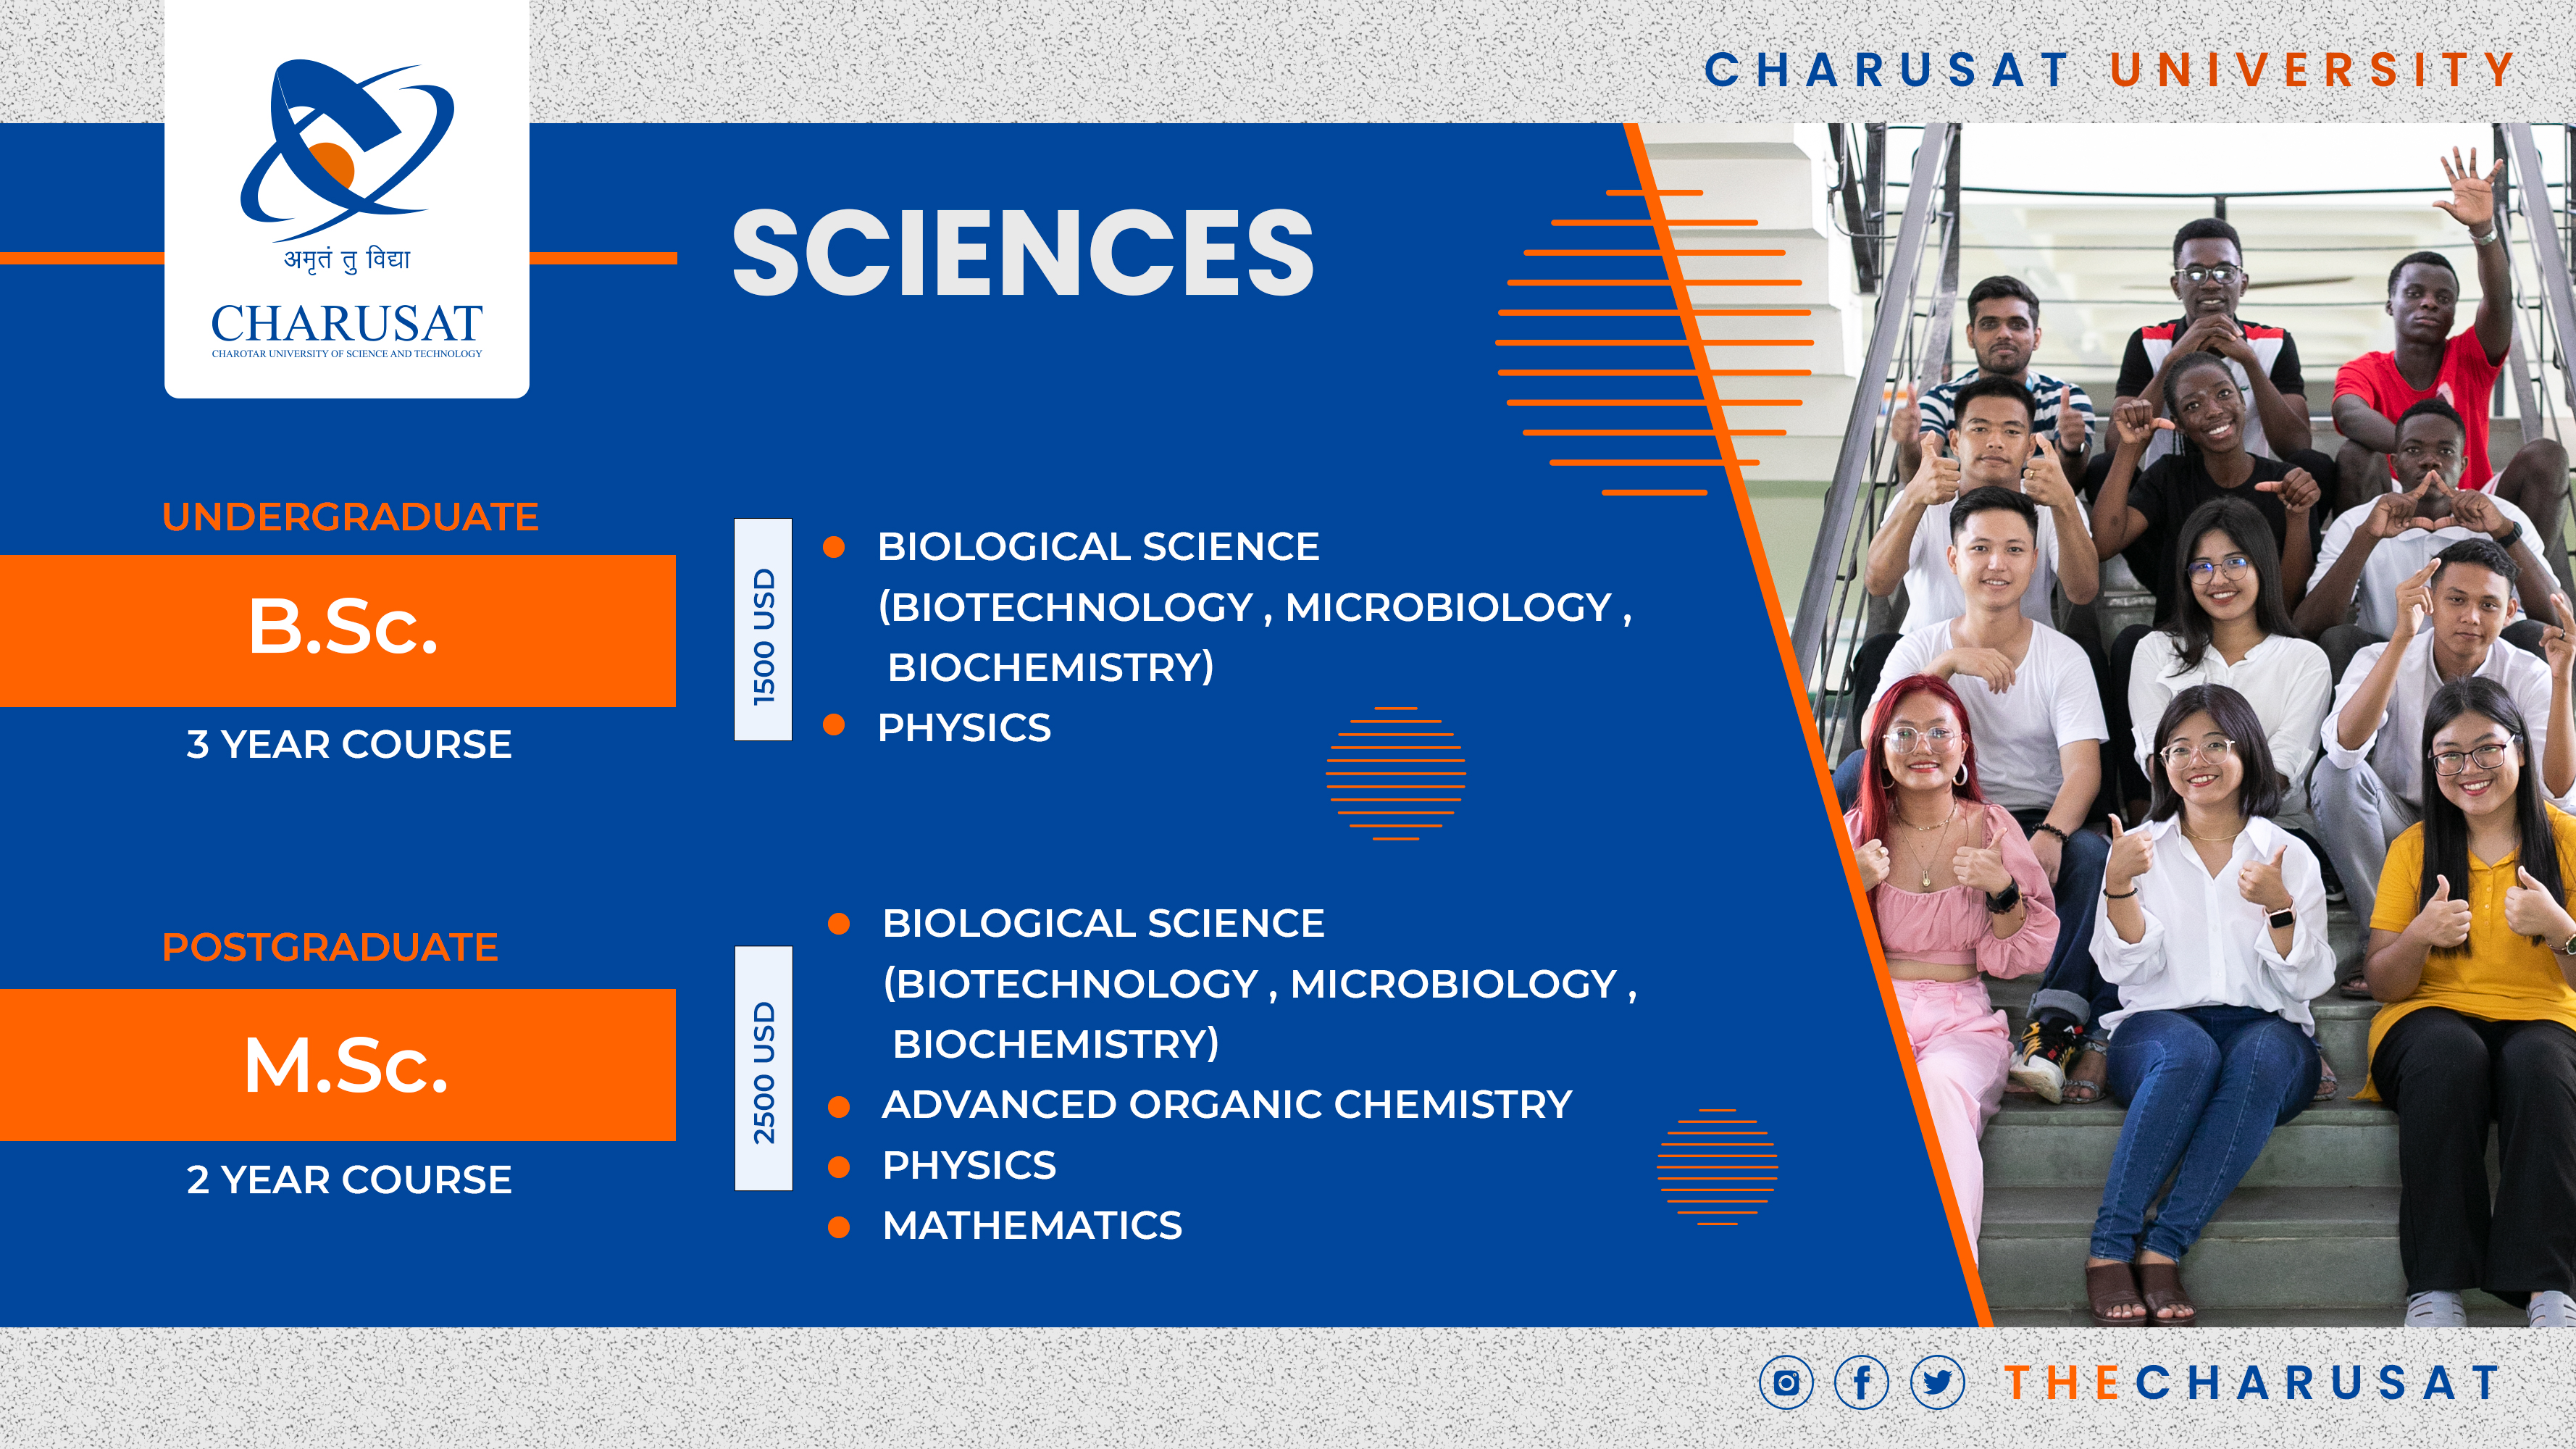 CHARUSAT UNIVERSITY
अमृतं तु विद्या
CHARUSAT
CHAROTAR UNIVERSITY OF SCIENCE AND TECHNOLOGY
SCIENCES
UNDERGRADUATE
B.Sc.
3 YEAR COURSE
1500 USD
BIOLOGICAL SCIENCE
(BIOTECHNOLOGY , MICROBIOLOGY ,
BIOCHEMISTRY)
PHYSICS
POSTGRADUATE
M.Sc.
2 YEAR COURSE
2500 USD
BIOLOGICAL SCIENCE
(BIOTECHNOLOGY , MICROBIOLOGY ,
BIOCHEMISTRY)
ADVANCED ORGANIC CHEMISTRY
PHYSICS
MATHEMATICS
THECHARUSAT